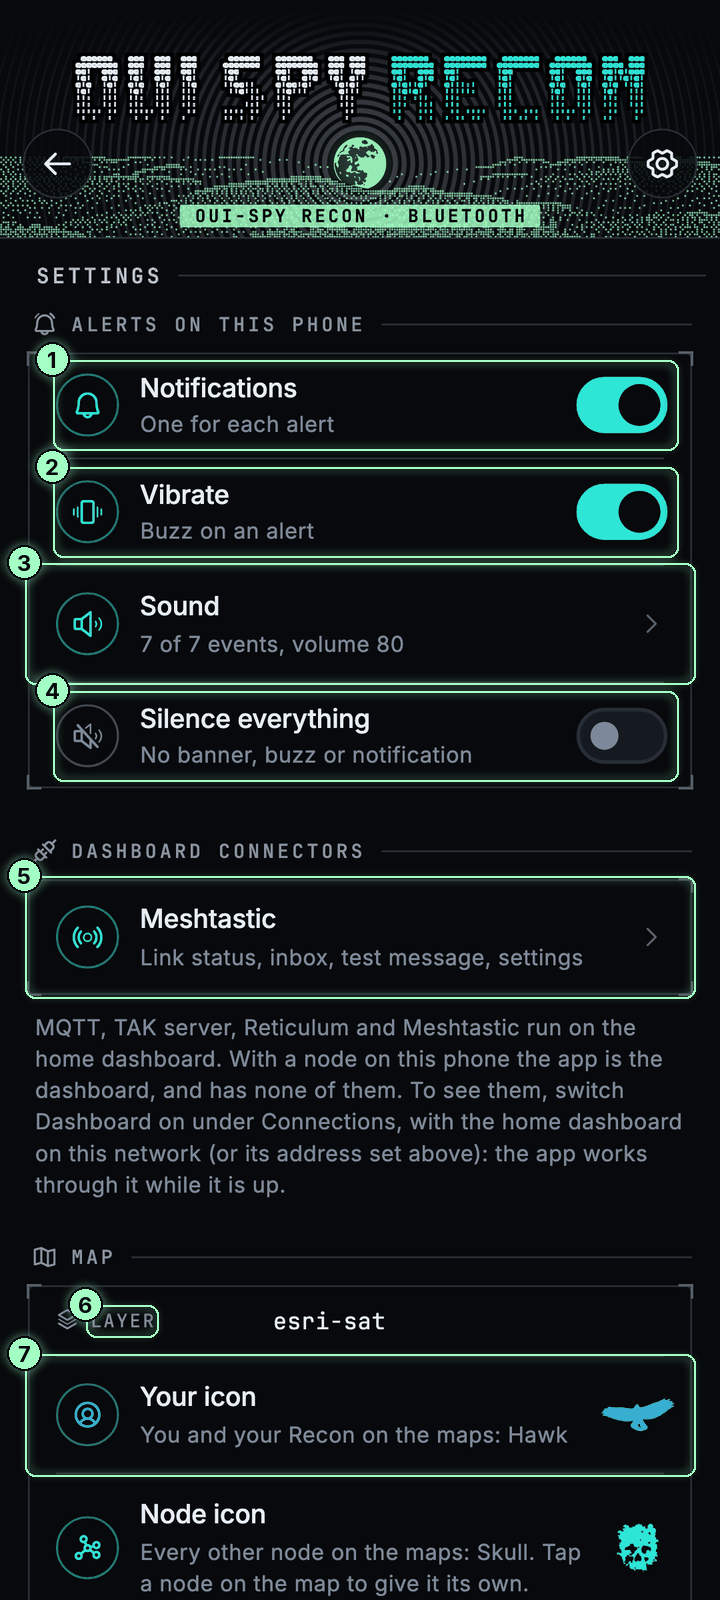 OUI SPY RECON
OUI-SPY RECON · BLUETOOTH
SETTINGS
ALERTS ON THIS PHONE
1
Notifications
One for each alert
2
Vibrate
Buzz on an alert
3
Sound
7 of 7 events, volume 80
4
Silence everything
No banner, buzz or notification
DASHBOARD CONNECTORS
5
Meshtastic
Link status, inbox, test message, settings
MQTT, TAK server, Reticulum and Meshtastic run on the
home dashboard. With a node on this phone the app is the
dashboard, and has none of them. To see them, switch
Dashboard on under Connections, with the home dashboard
on this network (or its address set above): the app works
through it while it is up.
MAP
6
LAYER esri-sat
7
Your icon
You and your Recon on the maps: Hawk
Node icon
Every other node on the maps: Skull. Tap
a node on the map to give it its own.